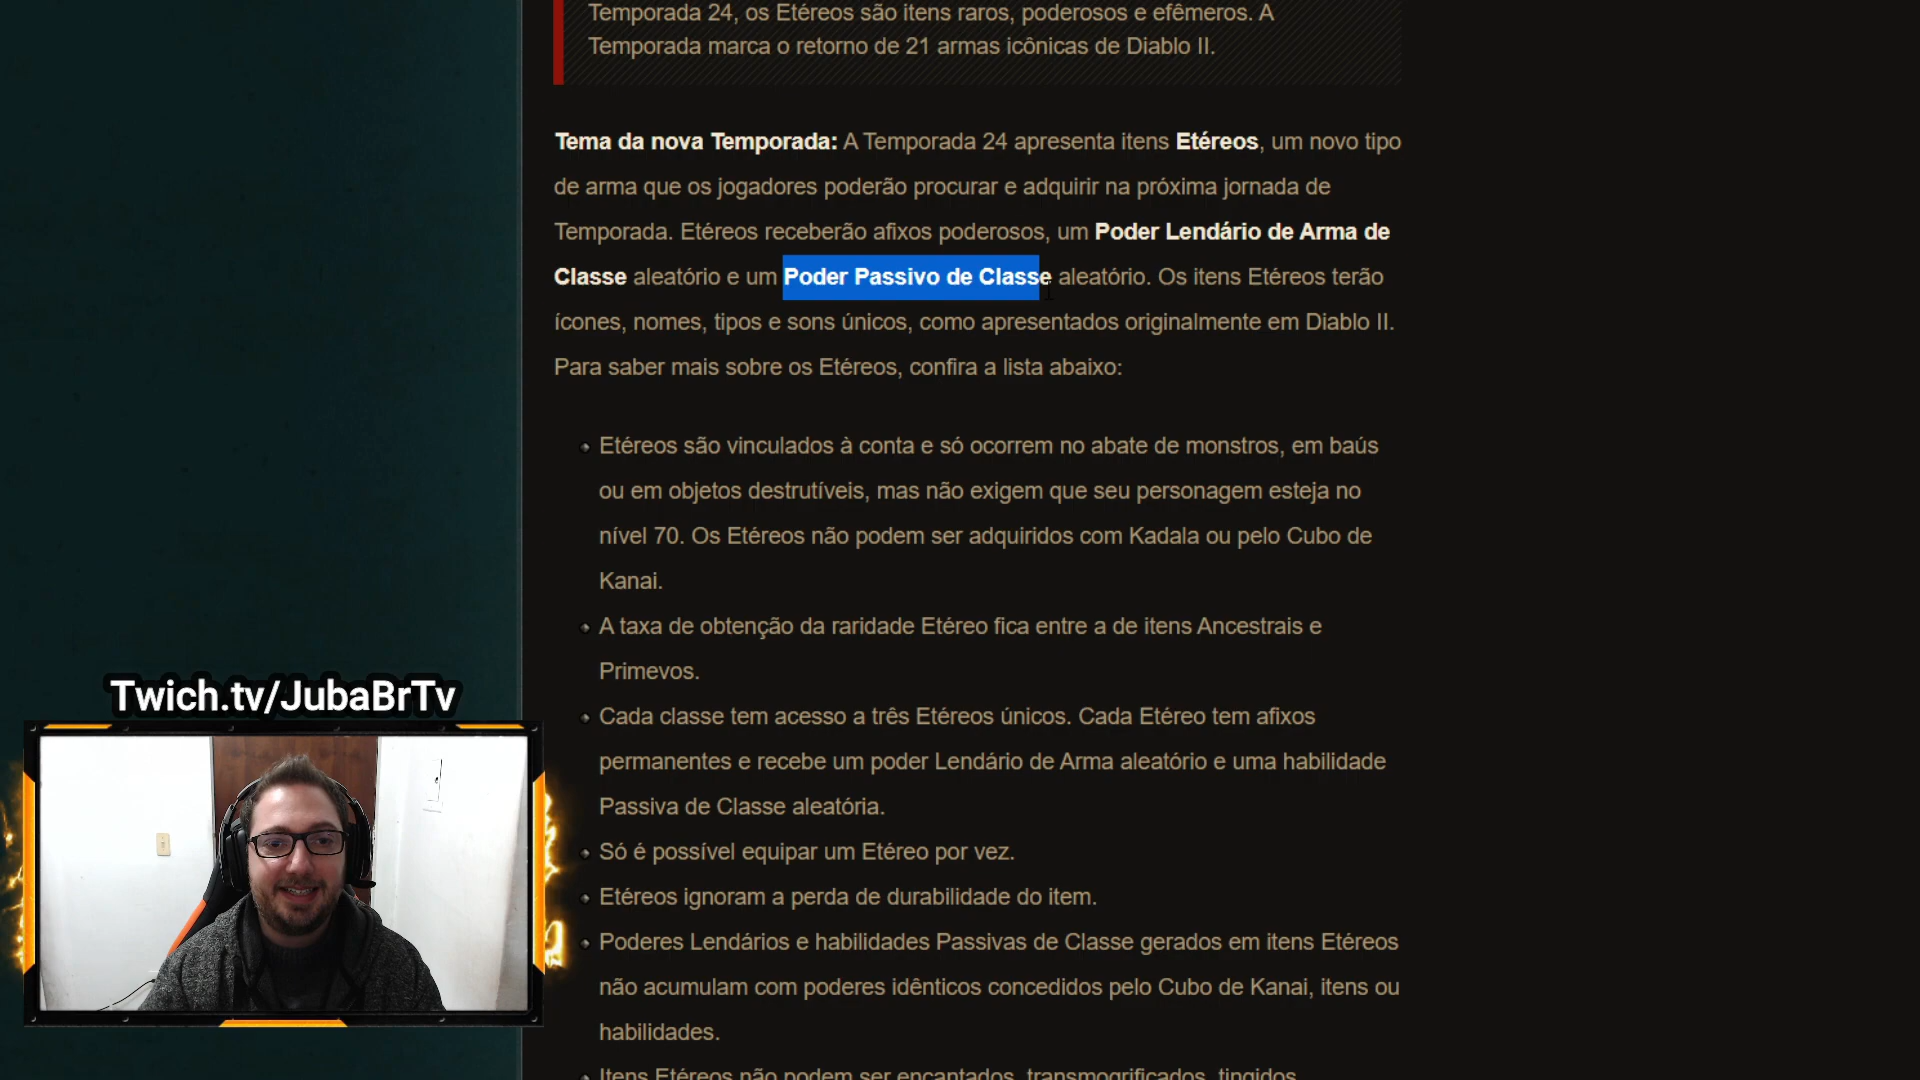 Temporada 24, os Etéreos são itens raros, poderosos e efêmeros. A
Temporada marca o retorno de 21 armas icônicas de Diablo II.
Tema da nova Temporada: A Temporada 24 apresenta itens Etéreos, um novo tipo
de arma que os jogadores poderão procurar e adquirir na próxima jornada de
Temporada. Etéreos receberão afixos poderosos, um Poder Lendário de Arma de
Classe aleatório e um Poder Passivo de Classe aleatório. Os itens Etéreos terão
ícones, nomes, tipos e sons únicos, como apresentados originalmente em Diablo II.
Para saber mais sobre os Etéreos, confira a lista abaixo:
Etéreos são vinculados à conta e só ocorrem no abate de monstros, em baús
ou em objetos destrutíveis, mas não exigem que seu personagem esteja no
nível 70. Os Etéreos não podem ser adquiridos com Kadala ou pelo Cubo de
Kanai.
A taxa de obtenção da raridade Etéreo fica entre a de itens Ancestrais e
Primevos.
Cada classe tem acesso a três Etéreos únicos. Cada Etéreo tem afixos
permanentes e recebe um poder Lendário de Arma aleatório e uma habilidade
Passiva de Classe aleatória.
Só é possível equipar um Etéreo por vez.
Etéreos ignoram a perda de durabilidade do item.
Poderes Lendários e habilidades Passivas de Classe gerados em itens Etéreos
não acumulam com poderes idênticos concedidos pelo Cubo de Kanai, itens ou
habilidades.
Itens Etéreos não podem ser encantados, transmogrificados, tingidos
Twich.tv/JubaBrTv